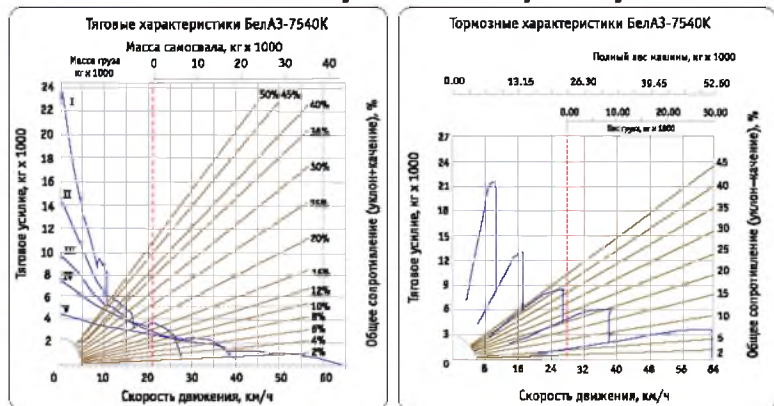 Тяговые характеристики БелАЗ-7540К
Масса самосвала, кг х 1000
Масса груза
кг х 1000
0 10 20 30 40
24
22
20
18
16
14
12
10
8
6
4
2
I
II
III
IV
V
50% 45%
40%
30%
20%
12%
10%
8%
6%
4%
2%
0 10 20 30 40 50 60
Тяговое усилие, кг х 1000
Общее сопротивление (уклон+качение), %
Скорость движения, км/ч
Тормозные характеристики БелАЗ-7540К
Полный вес машины, кг х 1000
0.00 13.15 26.30 39.45 52.60
0.00 10.00 20.00 30.00
Вес груза, кг х 1000
27
24
21
18
15
12
9
6
3
0
45
40
35
30
25
20
15
10
5
2
8 16 24 32 40 48 56 64
Тяговое усилие, кг х 1000
Общее сопротивление (уклон–качение), %
Скорость движения, км/ч